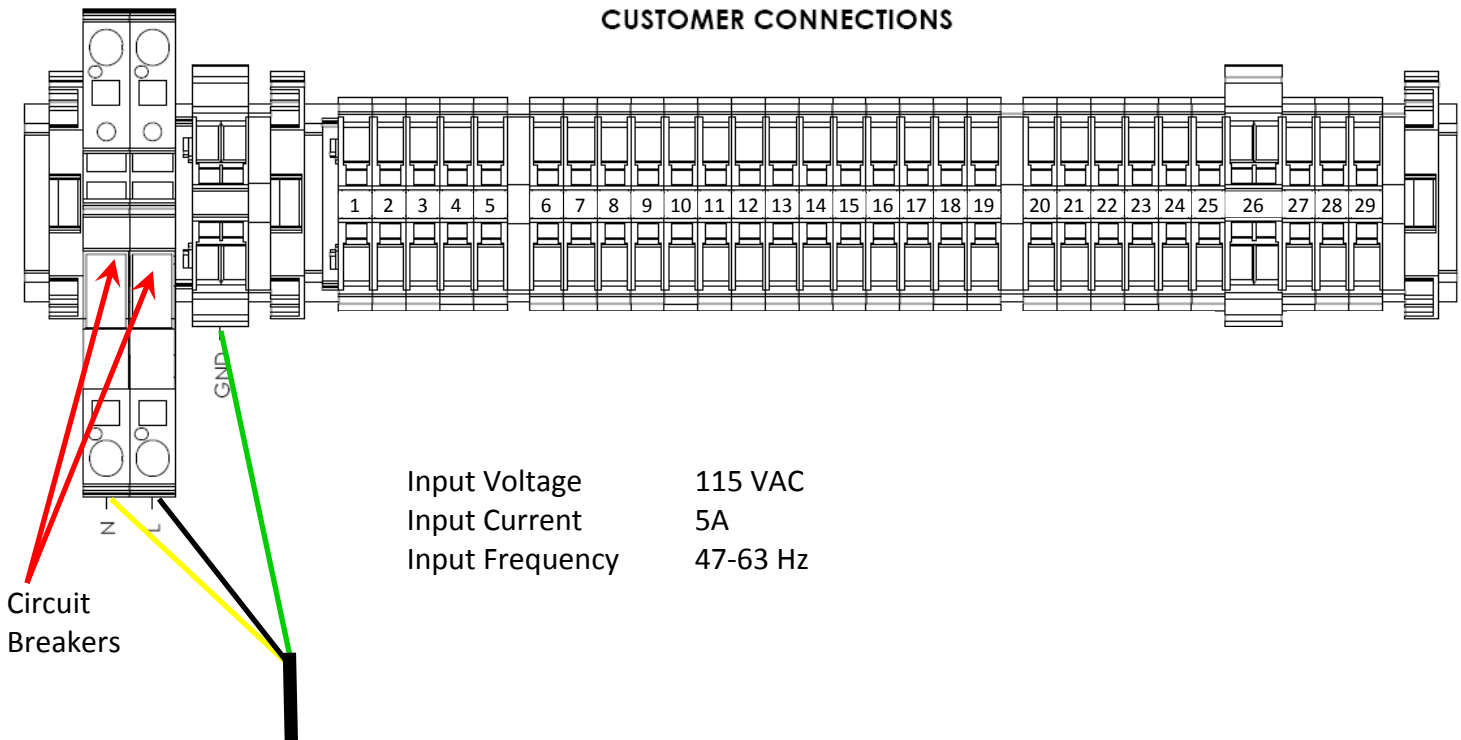 CUSTOMER CONNECTIONS
1 2 3 4 5 6 7 8 9 10 11 12 13 14 15 16 17 18 19 20 21 22 23 24 25 26 27 28 29
GND
N L
Input Voltage 115 VAC
Input Current 5A
Input Frequency 47-63 Hz
Circuit
Breakers